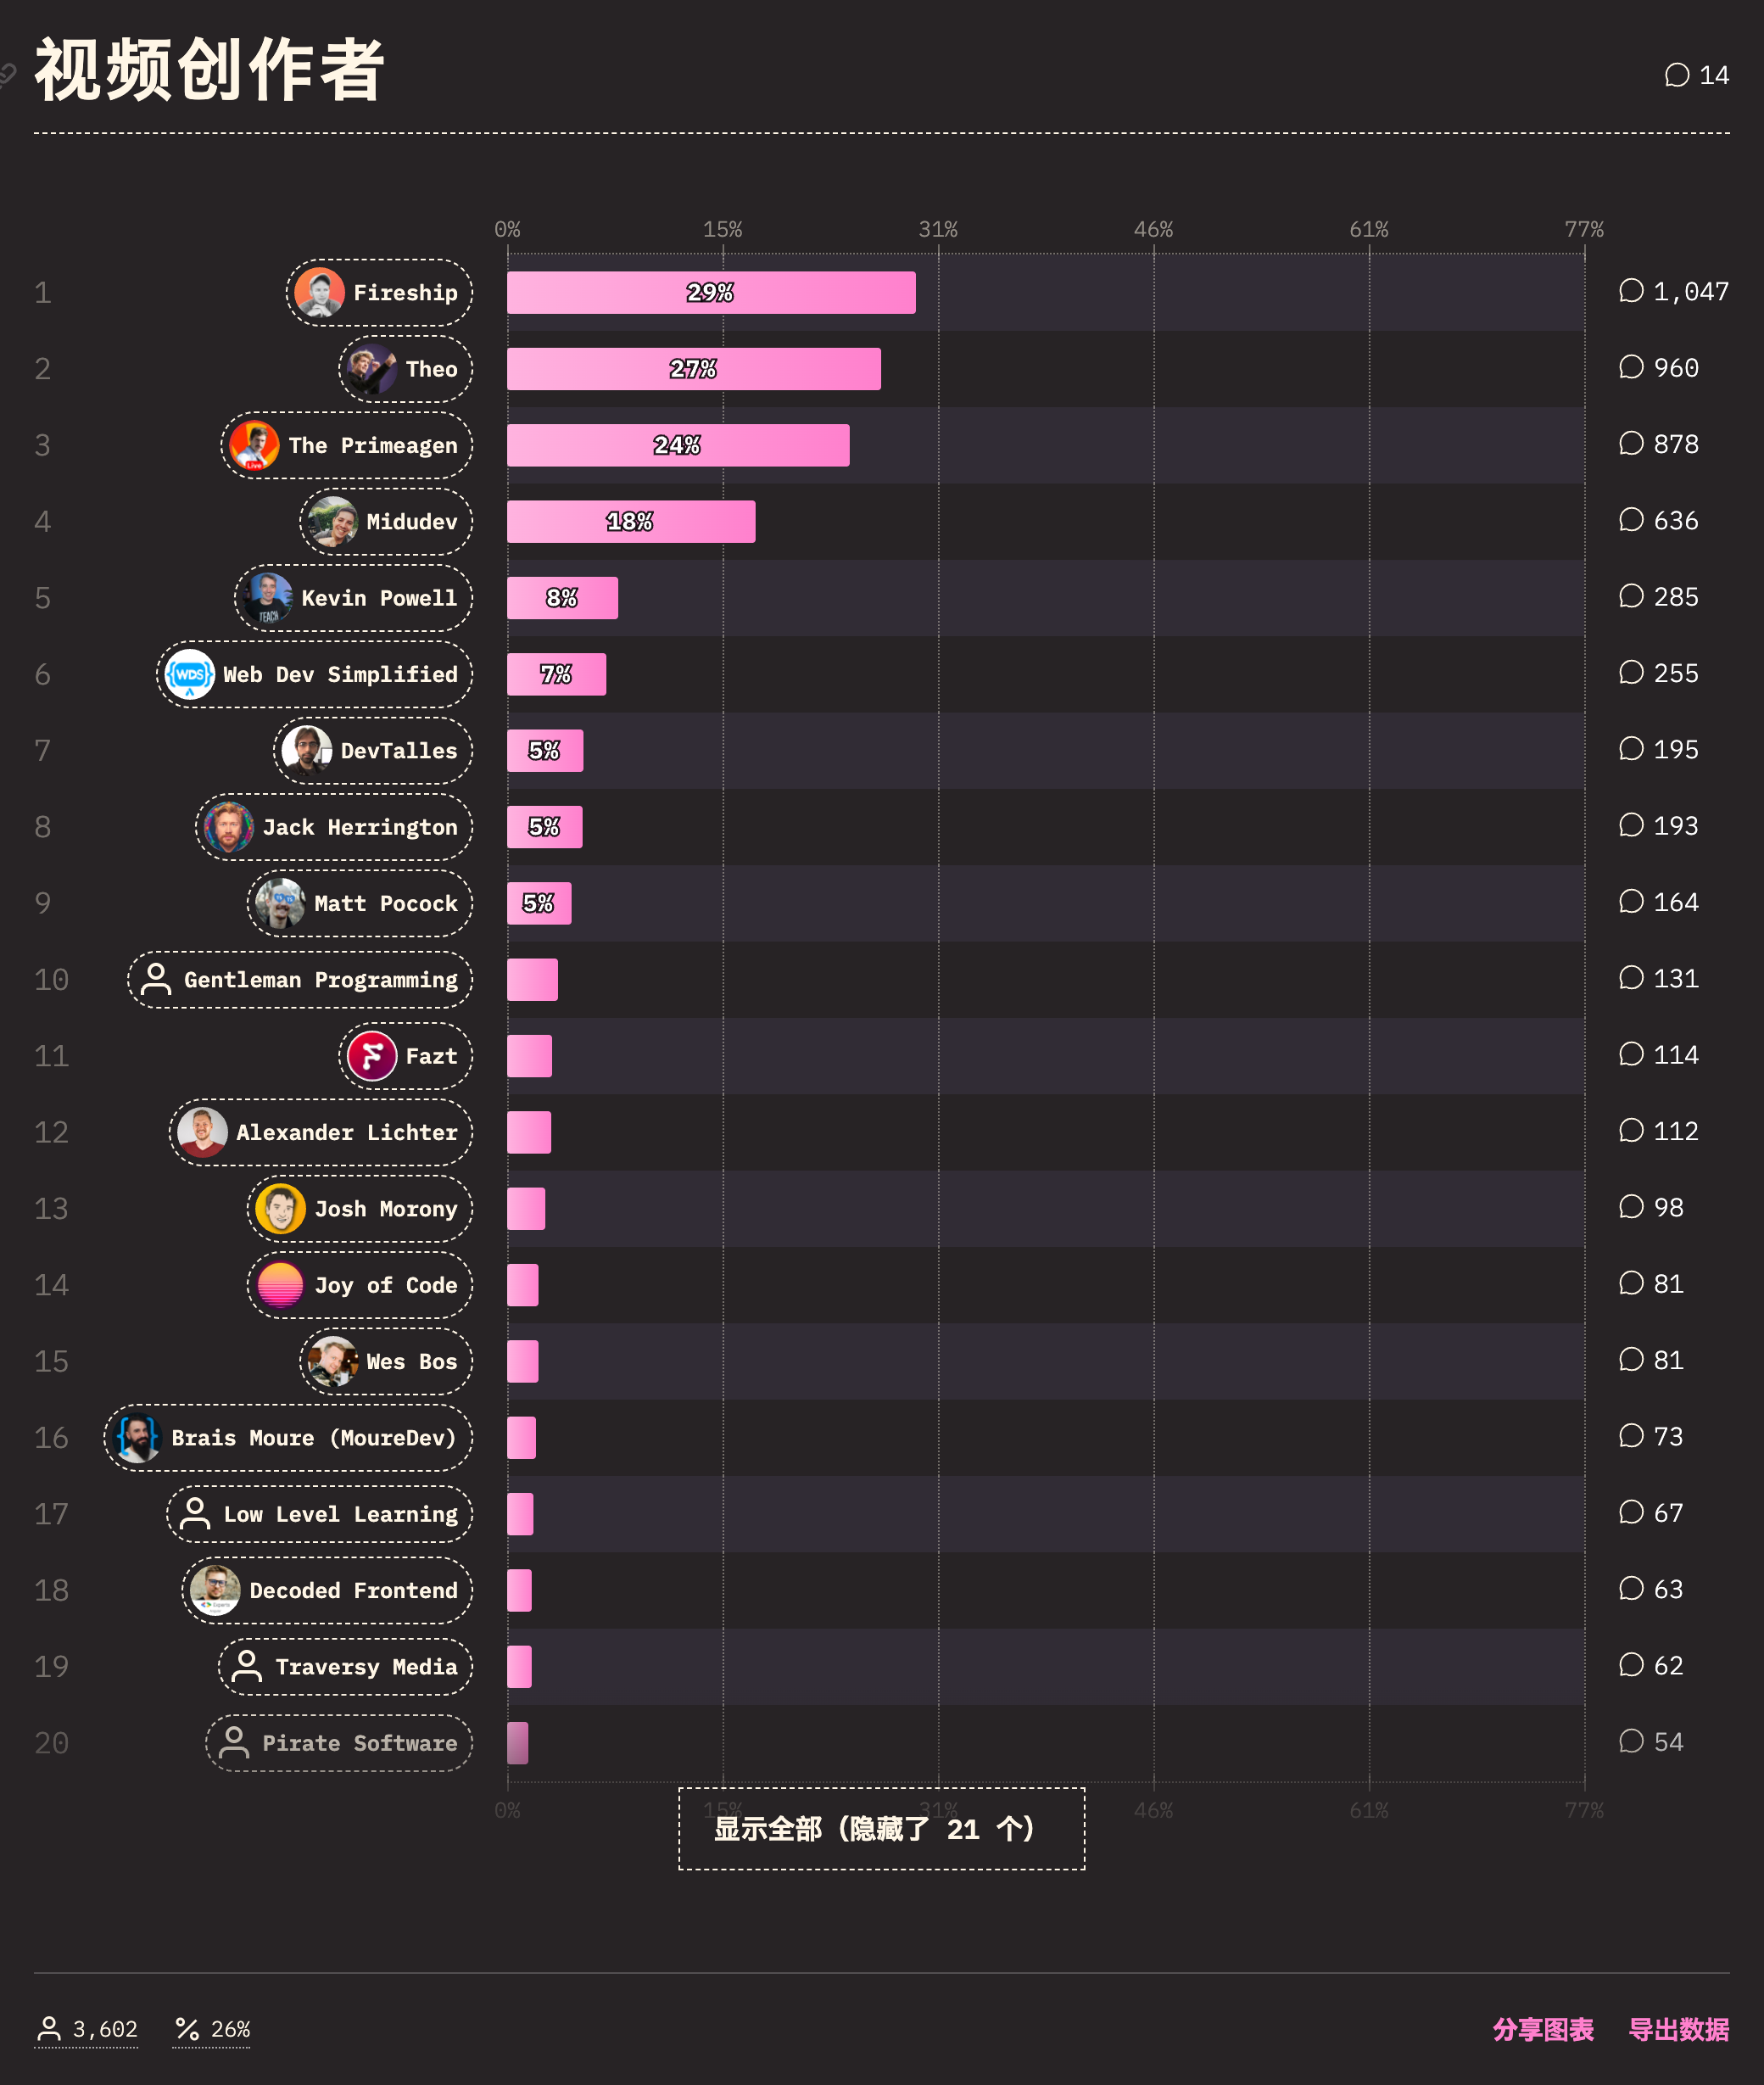 视频创作者
14
0% 15% 31% 46% 61% 77%
1 Fireship 29% 1,047
2 Theo 27% 960
3 The Primeagen 24% 878
4 Midudev 18% 636
5 Kevin Powell 8% 285
6 WDS Web Dev Simplified 7% 255
7 DevTalles 5% 195
8 Jack Herrington 5% 193
9 Matt Pocock 5% 164
10 Gentleman Programming 131
11 Fazt 114
12 Alexander Lichter 112
13 Josh Morony 98
14 Joy of Code 81
15 Wes Bos 81
16 Brais Moure (MoureDev) 73
17 Low Level Learning 67
18 Decoded Frontend 63
19 Traversy Media 62
20 Pirate Software 54
0% 15% 31% 46% 61% 77%
显示全部（隐藏了 21 个）
3,602 26% 分享图表 导出数据